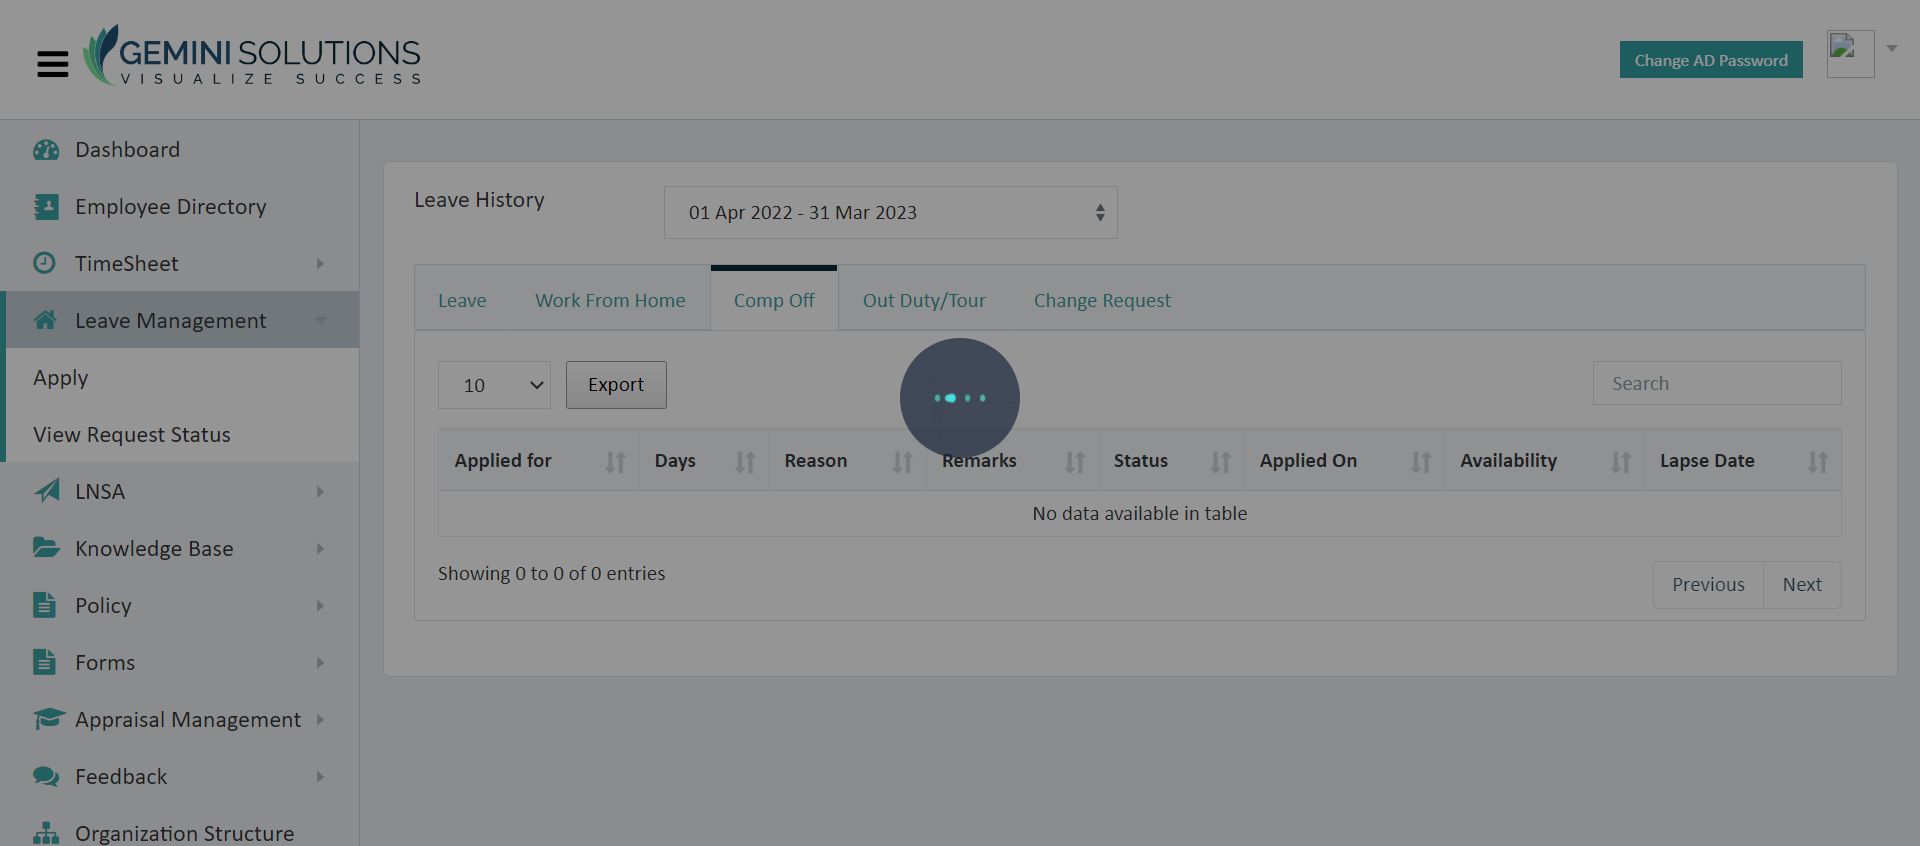 GEMINI SOLUTIONS
VISUALIZE SUCCESS
Change AD Password
Dashboard
Employee Directory
TimeSheet
Leave Management
Apply
View Request Status
LNSA
Knowledge Base
Policy
Forms
Appraisal Management
Feedback
Organization Structure
Leave History
01 Apr 2022 - 31 Mar 2023
Leave Work From Home Comp Off Out Duty/Tour Change Request
10 Export Search
Applied for Days Reason Remarks Status Applied On Availability Lapse Date
No data available in table
Showing 0 to 0 of 0 entries
Previous Next